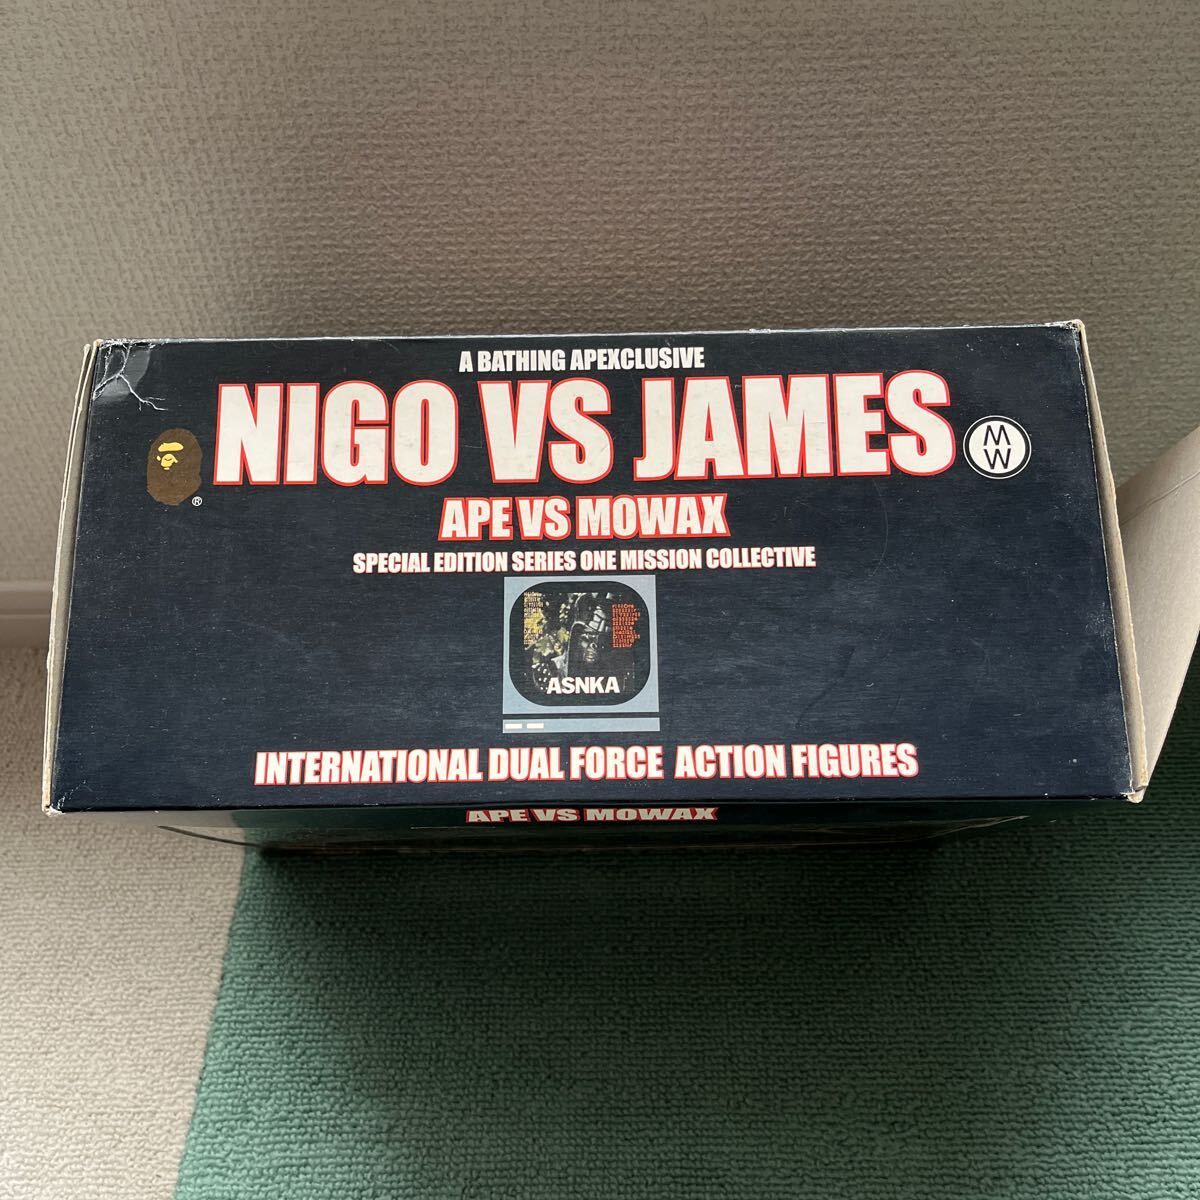 A BATHING APEXCLUSIVE
NIGO VS JAMES
®
M
W
APE VS MOWAX
SPECIAL EDITION SERIES ONE MISSION COLLECTIVE
ASNKA
INTERNATIONAL DUAL FORCE ACTION FIGURES
APE VS MOWAX